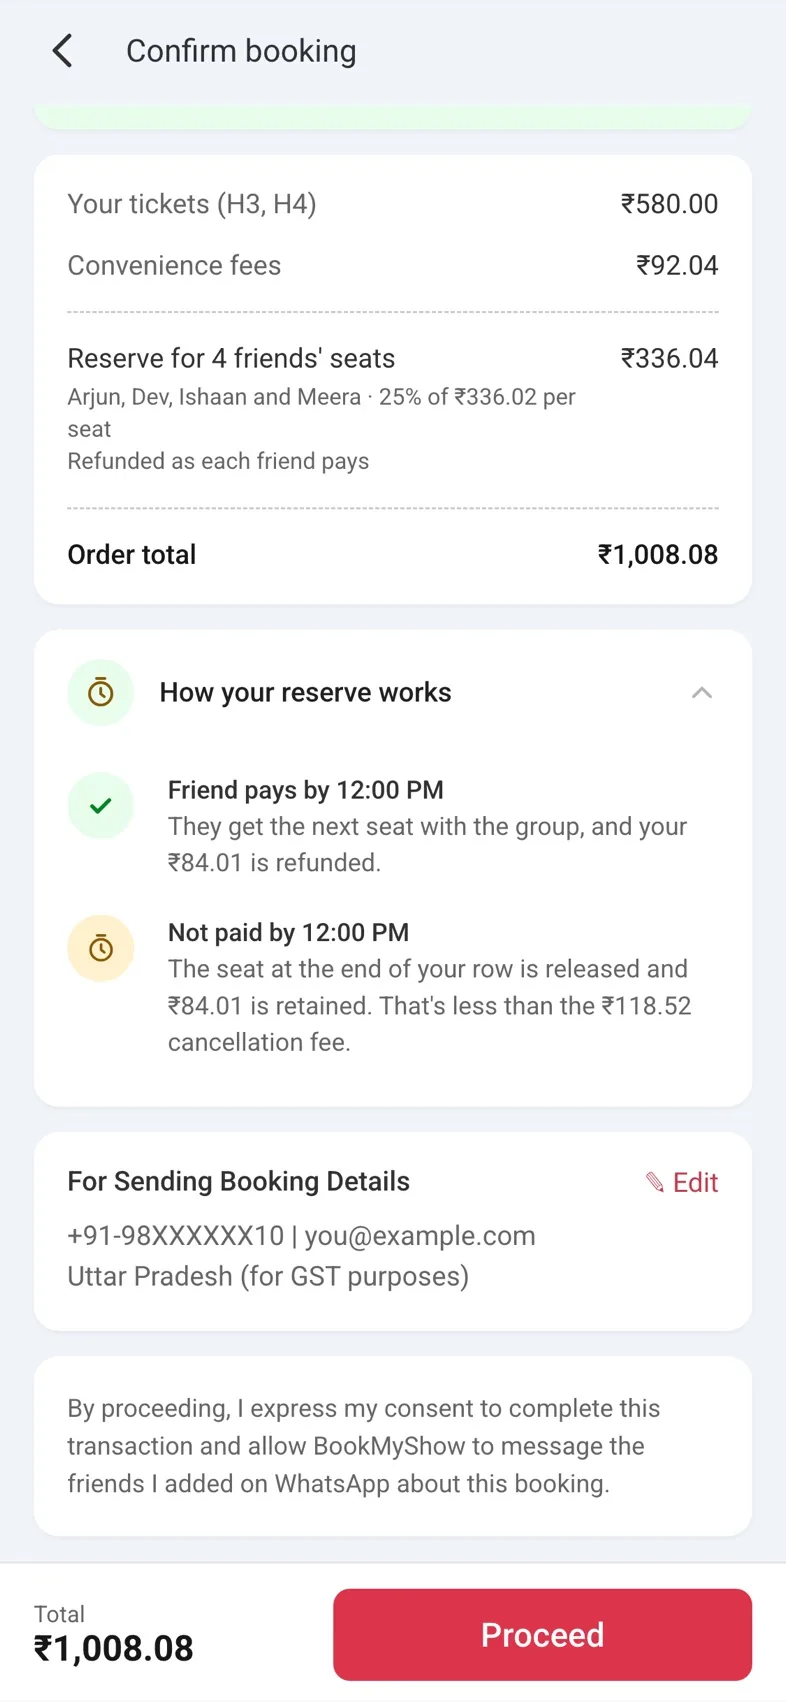 Confirm booking
Your tickets (H3, H4) ₹580.00
Convenience fees ₹92.04
Reserve for 4 friends' seats ₹336.04
Arjun, Dev, Ishaan and Meera · 25% of ₹336.02 per
seat
Refunded as each friend pays
Order total ₹1,008.08
How your reserve works
Friend pays by 12:00 PM
They get the next seat with the group, and your
₹84.01 is refunded.
Not paid by 12:00 PM
The seat at the end of your row is released and
₹84.01 is retained. That's less than the ₹118.52
cancellation fee.
For Sending Booking Details Edit
+91-98XXXXXX10 | you@example.com
Uttar Pradesh (for GST purposes)
By proceeding, I express my consent to complete this
transaction and allow BookMyShow to message the
friends I added on WhatsApp about this booking.
Total
₹1,008.08
Proceed